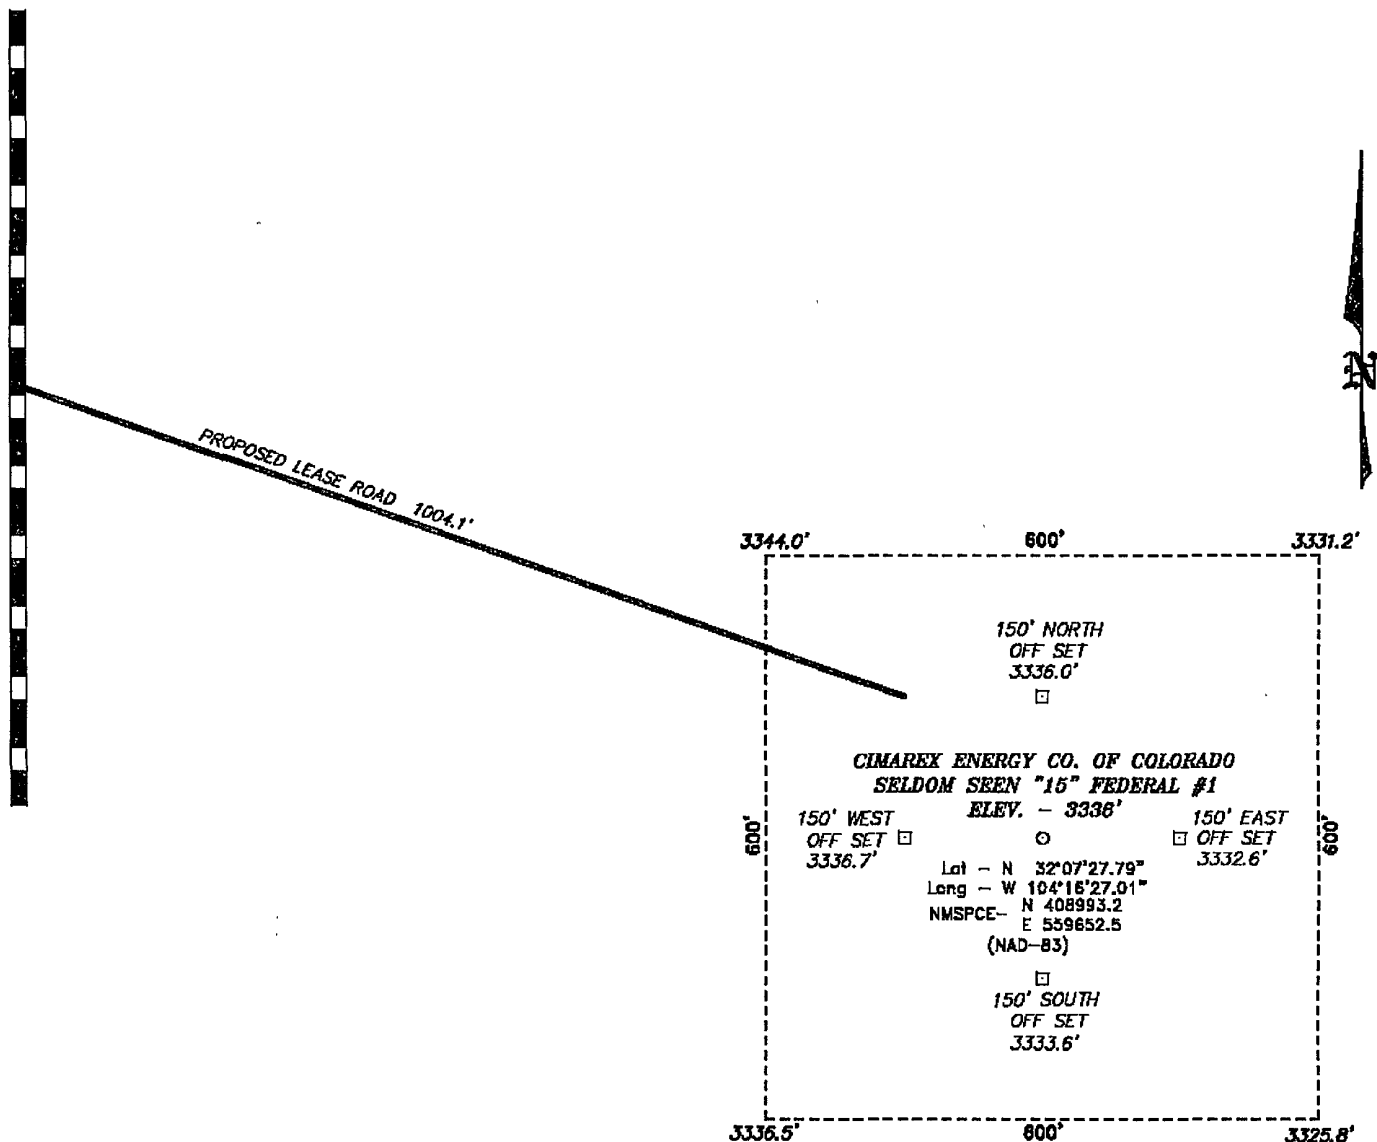 PROPOSED LEASE ROAD 1004.1'
N
3344.0' 600' 3331.2'
150' NORTH
OFF SET
3336.0'
CIMAREX ENERGY CO. OF COLORADO
SELDOM SEEN "15" FEDERAL #1
ELEV. - 3336'
150' WEST
OFF SET
3336.7'
150' EAST
OFF SET
3332.6'
600'
600'
Lat - N 32°07'27.79"
Long - W 104°16'27.01"
NMSPCE- N 408993.2
E 559652.5
(NAD-83)
150' SOUTH
OFF SET
3333.6'
3336.5' 600' 3325.8'